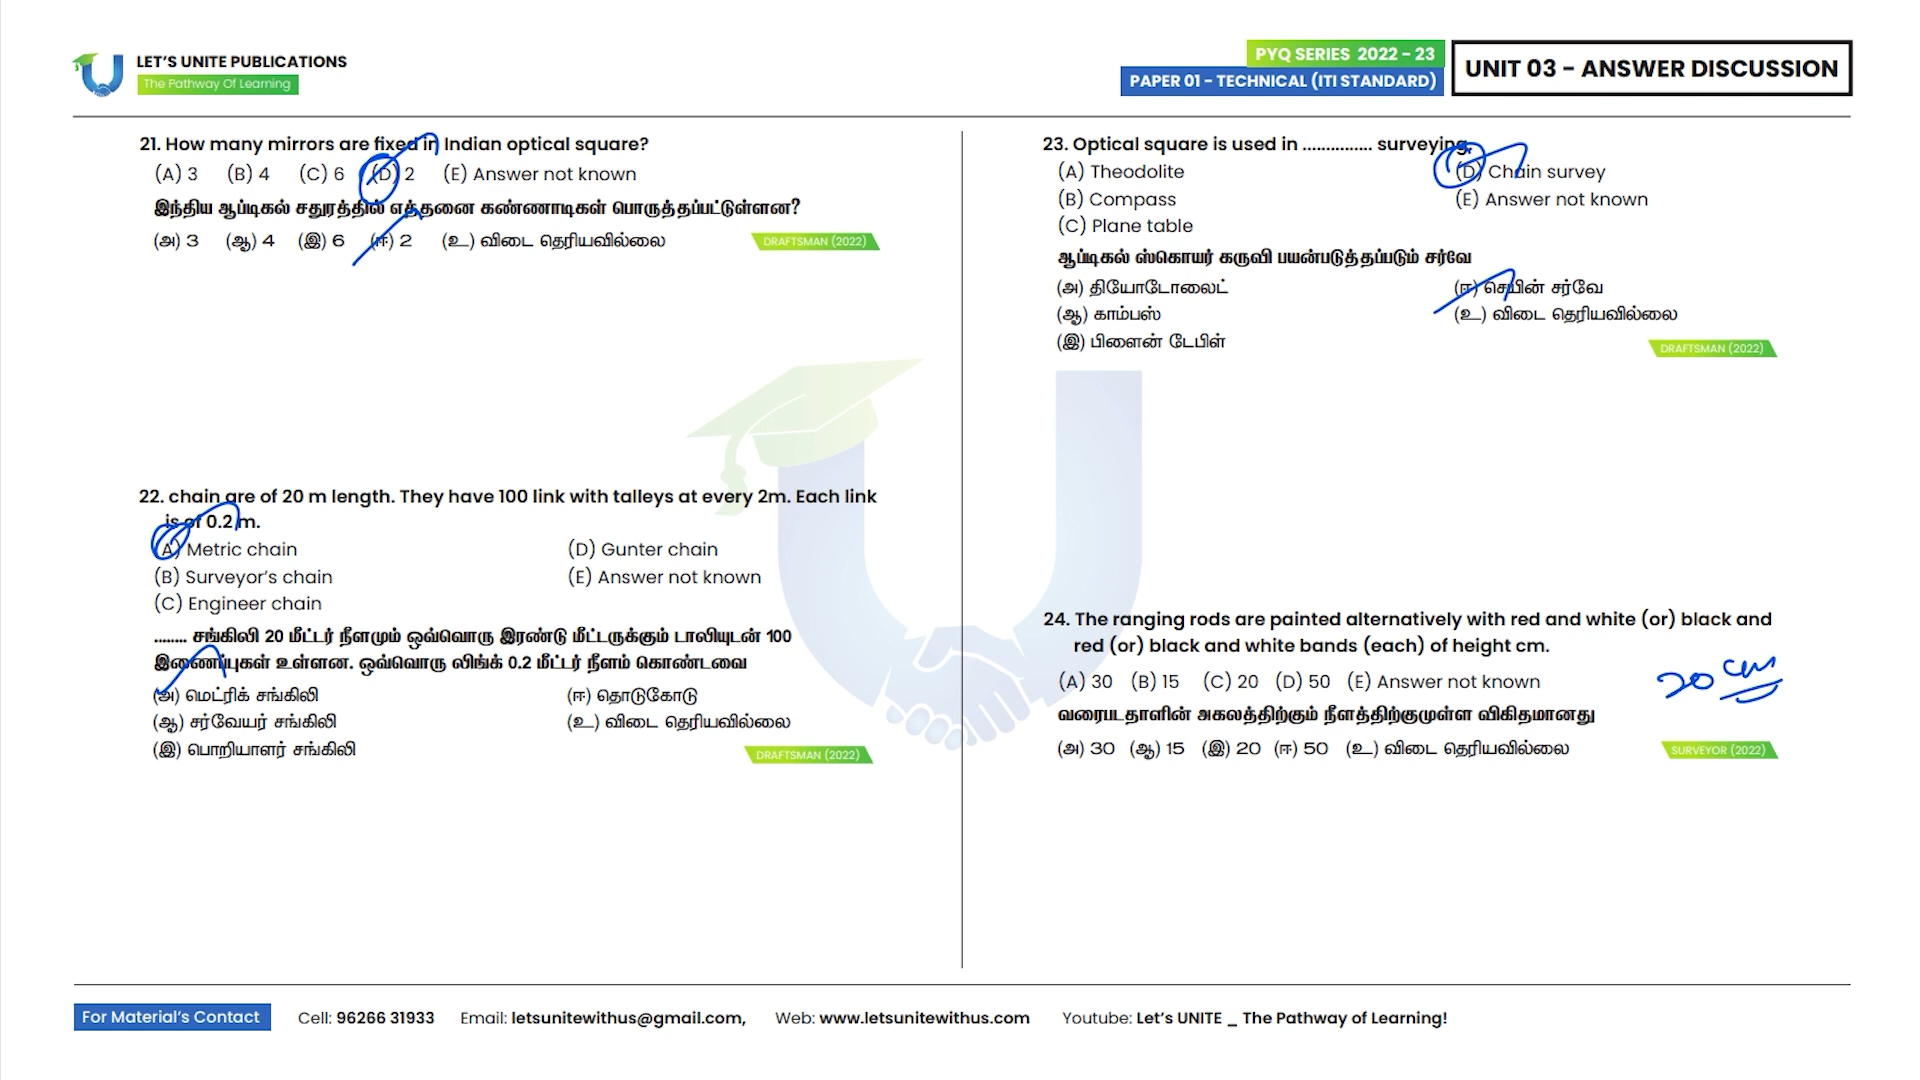 LET'S UNITE PUBLICATIONS
The Pathway Of Learning
PYQ SERIES 2022 - 23
PAPER 01 - TECHNICAL (ITI STANDARD)
UNIT 03 - ANSWER DISCUSSION
21. How many mirrors are fixed in Indian optical square?
(A) 3 (B) 4 (C) 6 (D) 2 (E) Answer not known
இந்திய ஆப்டிகல் சதுரத்தில் எத்தனை கண்ணாடிகள் பொருத்தப்பட்டுள்ளன?
(அ) 3 (ஆ) 4 (இ) 6 (ஈ) 2 (உ) விடை தெரியவில்லை
DRAFTSMAN (2022)
22. chain are of 20 m length. They have 100 link with talleys at every 2m. Each link
is of 0.2 m.
(A) Metric chain (D) Gunter chain
(B) Surveyor's chain (E) Answer not known
(C) Engineer chain
........ சங்கிலி 20 மீட்டர் நீளமும் ஒவ்வொரு இரண்டு மீட்டருக்கும் டாலியுடன் 100
இணைப்புகள் உள்ளன. ஒவ்வொரு லிங்க் 0.2 மீட்டர் நீளம் கொண்டவை
(அ) மெட்ரிக் சங்கிலி (ஈ) தொடுகோடு
(ஆ) சர்வேயர் சங்கிலி (உ) விடை தெரியவில்லை
(இ) பொறியாளர் சங்கிலி
DRAFTSMAN (2022)
23. Optical square is used in ............... surveying.
(A) Theodolite (D) Chain survey
(B) Compass (E) Answer not known
(C) Plane table
ஆப்டிகல் ஸ்கொயர் கருவி பயன்படுத்தப்படும் சர்வே
(அ) தியோடோலைட் (ஈ) செயின் சர்வே
(ஆ) காம்பஸ் (உ) விடை தெரியவில்லை
(இ) பிளைன் டேபிள்
DRAFTSMAN (2022)
24. The ranging rods are painted alternatively with red and white (or) black and
red (or) black and white bands (each) of height cm.
(A) 30 (B) 15 (C) 20 (D) 50 (E) Answer not known
20 cm
வரைபடதாளின் அகலத்திற்கும் நீளத்திற்குமுள்ள விகிதமானது
(அ) 30 (ஆ) 15 (இ) 20 (ஈ) 50 (உ) விடை தெரியவில்லை
SURVEYOR (2022)
For Material's Contact Cell: 96266 31933 Email: letsunitewithus@gmail.com, Web: www.letsunitewithus.com Youtube: Let's UNITE _ The Pathway of Learning!